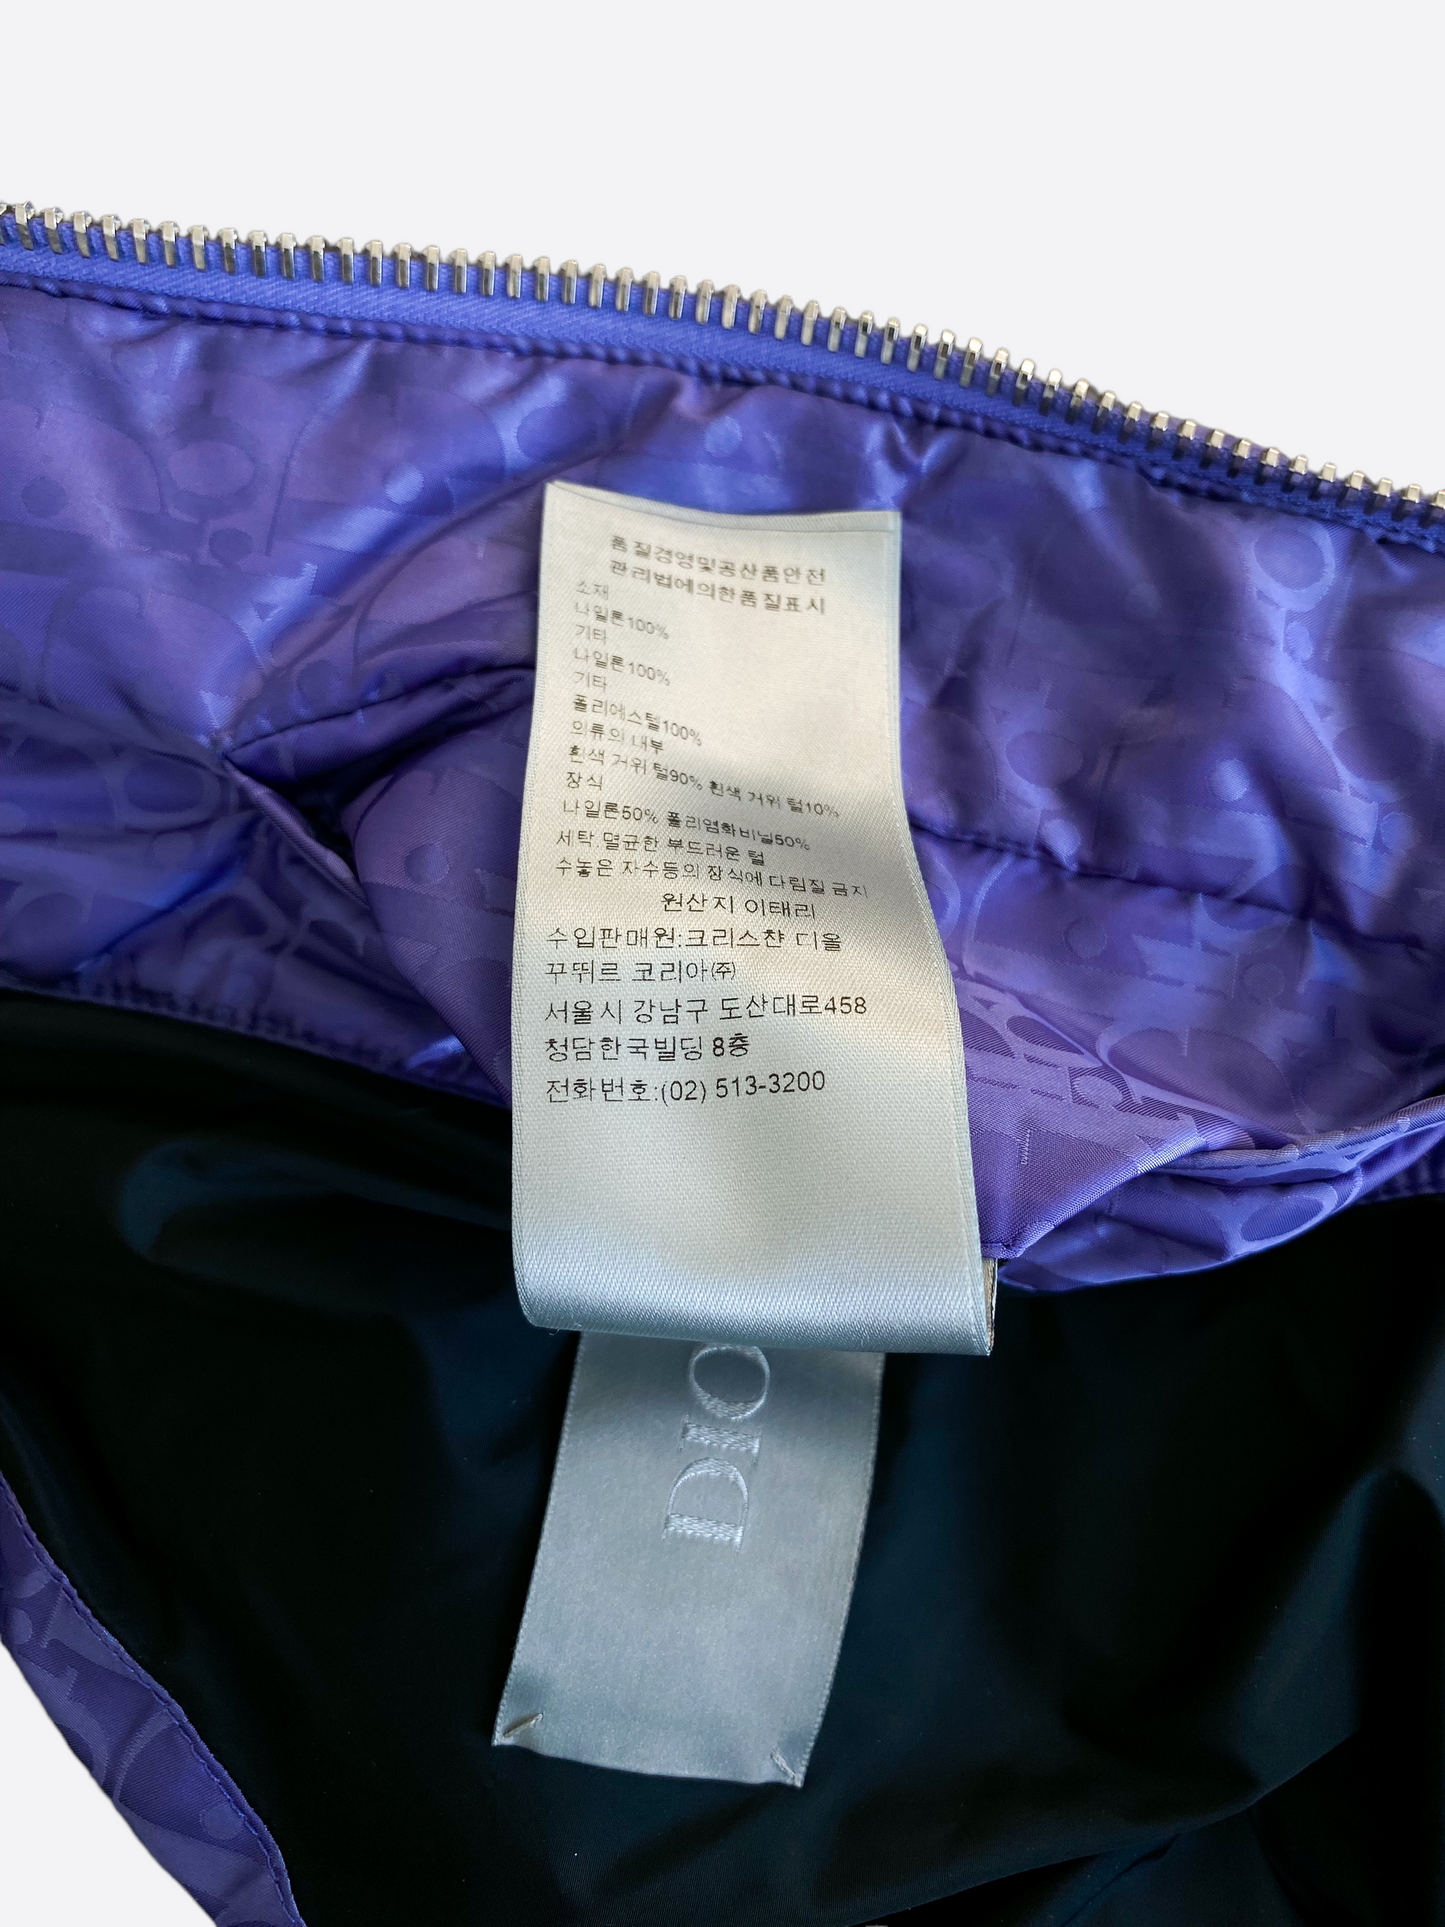 품질경영및공산품안전
관리법에의한품질표시
소재
나일론100%
기타
나일론100%
기타
폴리에스털100%
의류의 내부
흰색 거위 털90% 흰색 거위 털10%
장식
나일론50% 폴리염화비닐50%
세탁,멸균한 부드러운 털
수놓은 자수등의 장식에 다림질 금지
원산지 이태리
수입판매원:크리스챤 디올
꾸뛰르 코리아㈜
서울시 강남구 도산대로458
청담한국빌딩 8층
전화번호:(02) 513-3200
DIO